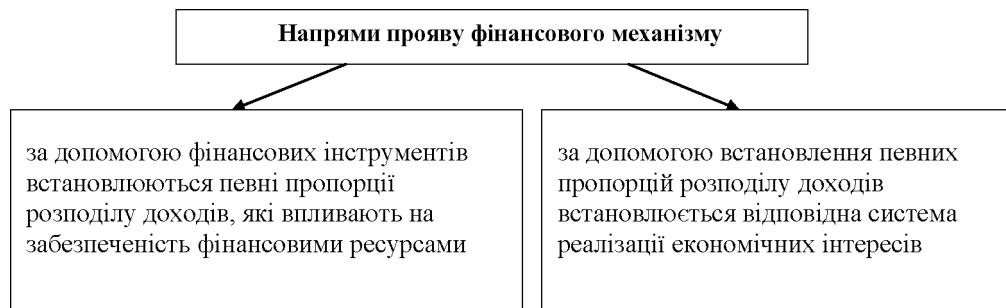 Напрями прояву фінансового механізму
за допомогою фінансових інструментів
встановлюються певні пропорції
розподілу доходів, які впливають на
забезпеченість фінансовими ресурсами
за допомогою встановлення певних
пропорцій розподілу доходів
встановлюється відповідна система
реалізації економічних інтересів